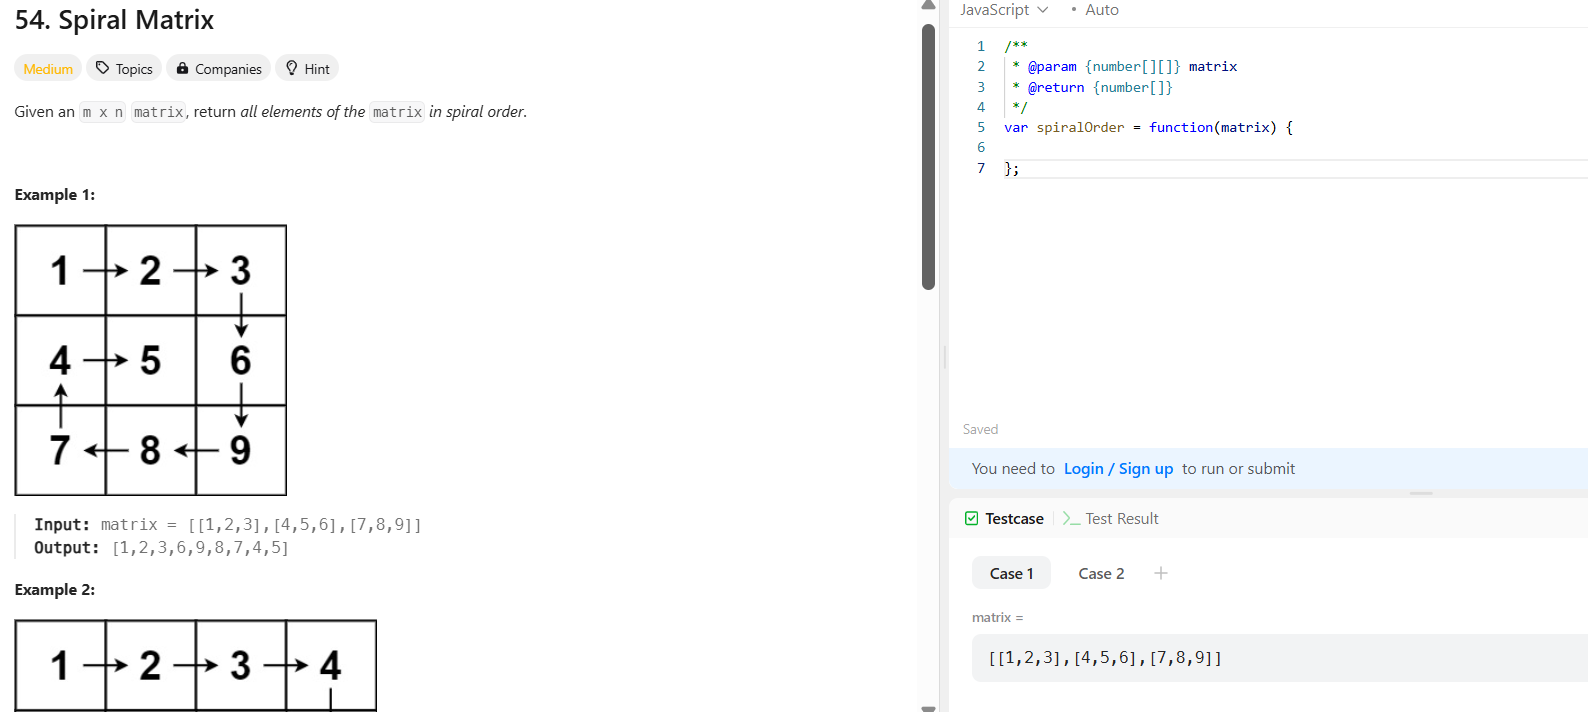 54. Spiral Matrix
Medium Topics Companies Hint
Given an m x n matrix, return all elements of the matrix in spiral order.
Example 1:
1 2 3
4 5 6
7 8 9
Input: matrix = [[1,2,3],[4,5,6],[7,8,9]]
Output: [1,2,3,6,9,8,7,4,5]
Example 2:
1 2 3 4
JavaScript • Auto
1 /**
2 * @param {number[][]} matrix
3 * @return {number[]}
4 */
5 var spiralOrder = function(matrix) {
6
7 };
Saved
You need to Login / Sign up to run or submit
Testcase >_ Test Result
Case 1 Case 2 +
matrix =
[[1,2,3],[4,5,6],[7,8,9]]